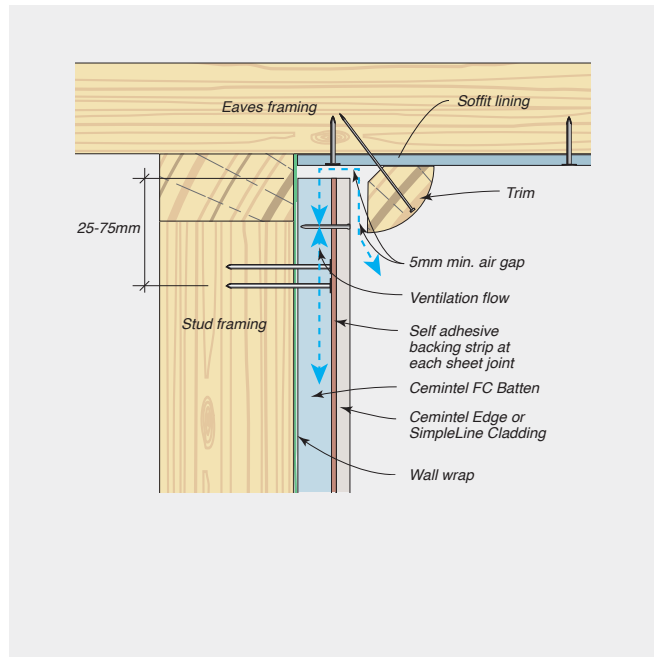 Eaves framing
Soffit lining
Trim
25-75mm
5mm min. air gap
Ventilation flow
Stud framing
Self adhesive
backing strip at
each sheet joint
Cemintel FC Batten
Cemintel Edge or
SimpleLine Cladding
Wall wrap